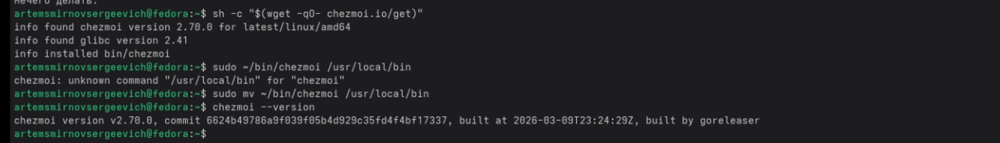 нечего делать.
artemsmirnovsergeevich@fedora:~$ sh -c "$(wget -qO- chezmoi.io/get)"
info found chezmoi version 2.70.0 for latest/linux/amd64
info found glibc version 2.41
info installed bin/chezmoi
artemsmirnovsergeevich@fedora:~$ sudo ~/bin/chezmoi /usr/local/bin
chezmoi: unknown command "/usr/local/bin" for "chezmoi"
artemsmirnovsergeevich@fedora:~$ sudo mv ~/bin/chezmoi /usr/local/bin
artemsmirnovsergeevich@fedora:~$ chezmoi --version
chezmoi version v2.70.0, commit 6624b49786a9f039f05b4d929c35fd4f4bf17337, built at 2026-03-09T23:24:29Z, built by goreleaser
artemsmirnovsergeevich@fedora:~$